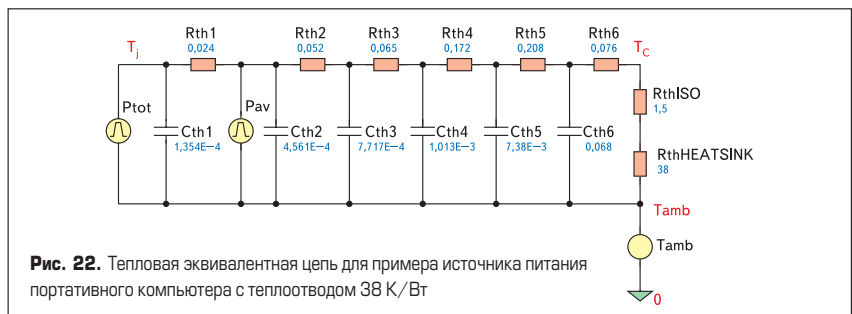 Rth1 Rth2 Rth3 Rth4 Rth5 Rth6
Tj 0,024 0,052 0,065 0,172 0,208 0,076 TC
RthISO
1,5
Ptot Pav
Cth1 Cth2 Cth3 Cth4 Cth5 Cth6
1,354E–4 4,561E–4 7,717E–4 1,013E–3 7,38E–3 0,068
RthHEATSINK
38
Tamb
Tamb
0
Рис. 22. Тепловая эквивалентная цепь для примера источника питания
портативного компьютера с теплоотводом 38 К/Вт